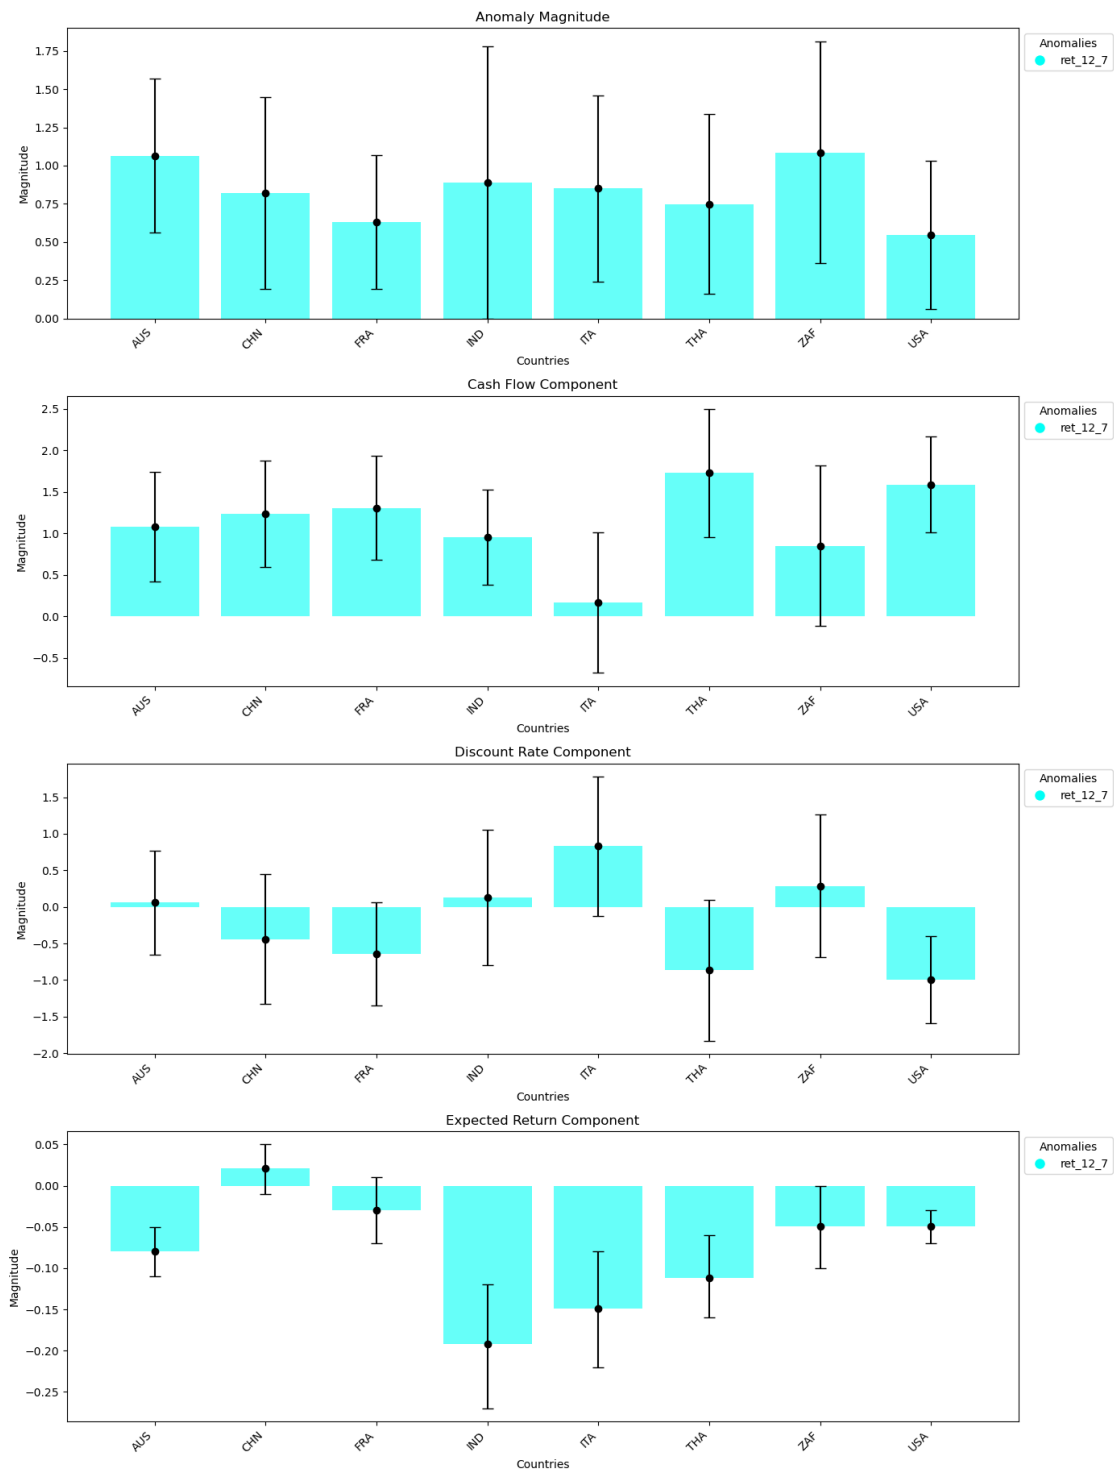 Anomaly Magnitude
Magnitude
1.75
1.50
1.25
1.00
0.75
0.50
0.25
0.00
AUS CHN FRA IND ITA THA ZAF USA
Countries
Anomalies
ret_12_7
Cash Flow Component
Magnitude
2.5
2.0
1.5
1.0
0.5
0.0
−0.5
AUS CHN FRA IND ITA THA ZAF USA
Countries
Anomalies
ret_12_7
Discount Rate Component
Magnitude
1.5
1.0
0.5
0.0
−0.5
−1.0
−1.5
−2.0
AUS CHN FRA IND ITA THA ZAF USA
Countries
Anomalies
ret_12_7
Expected Return Component
Magnitude
0.05
0.00
−0.05
−0.10
−0.15
−0.20
−0.25
AUS CHN FRA IND ITA THA ZAF USA
Countries
Anomalies
ret_12_7